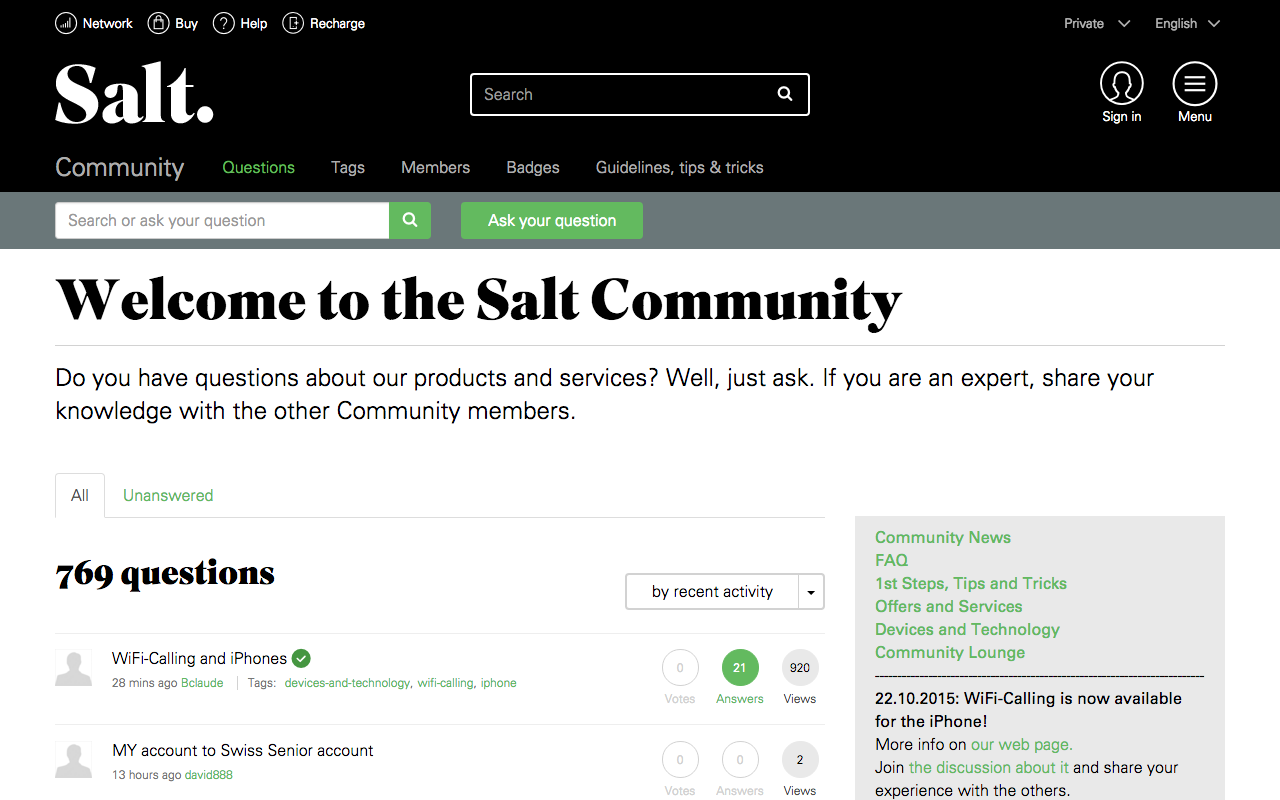 Network Buy Help Recharge Private English
Salt.
Search
Sign in Menu
Community Questions Tags Members Badges Guidelines, tips & tricks
Search or ask your question Ask your question
Welcome to the Salt Community
Do you have questions about our products and services? Well, just ask. If you are an expert, share your
knowledge with the other Community members.
All Unanswered
769 questions
by recent activity
WiFi-Calling and iPhones
28 mins ago Bclaude Tags: devices-and-technology, wifi-calling, iphone
0 21 920
Votes Answers Views
MY account to Swiss Senior account
13 hours ago david888
0 0 2
Votes Answers Views
Community News
FAQ
1st Steps, Tips and Tricks
Offers and Services
Devices and Technology
Community Lounge
22.10.2015: WiFi-Calling is now available
for the iPhone!
More info on our web page.
Join the discussion about it and share your
experience with the others.